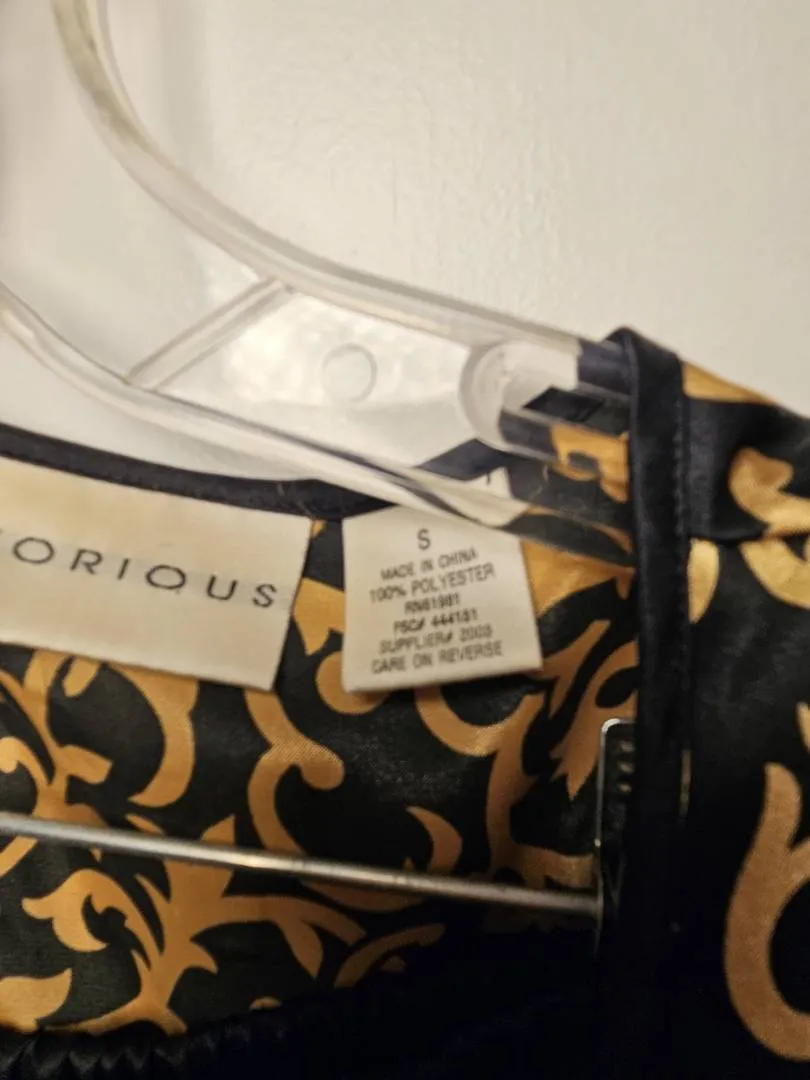 ORIOUS
S
MADE IN CHINA
100% POLYESTER
RN61981
PSC# 444181
SUPPLIER# 2003
CARE ON REVERSE